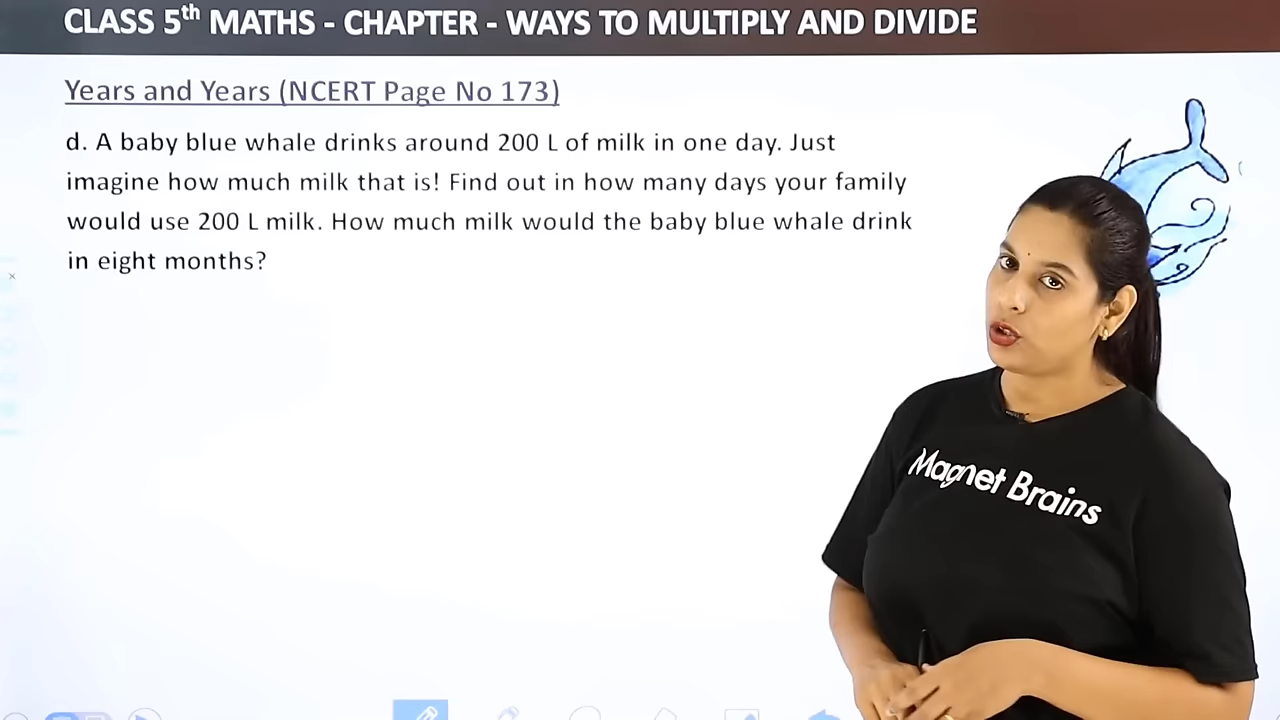 CLASS 5th MATHS - CHAPTER - WAYS TO MULTIPLY AND DIVIDE
Years and Years (NCERT Page No 173)
d. A baby blue whale drinks around 200 L of milk in one day. Just
imagine how much milk that is! Find out in how many days your family
would use 200 L milk. How much milk would the baby blue whale drink
in eight months?
Magnet Brains